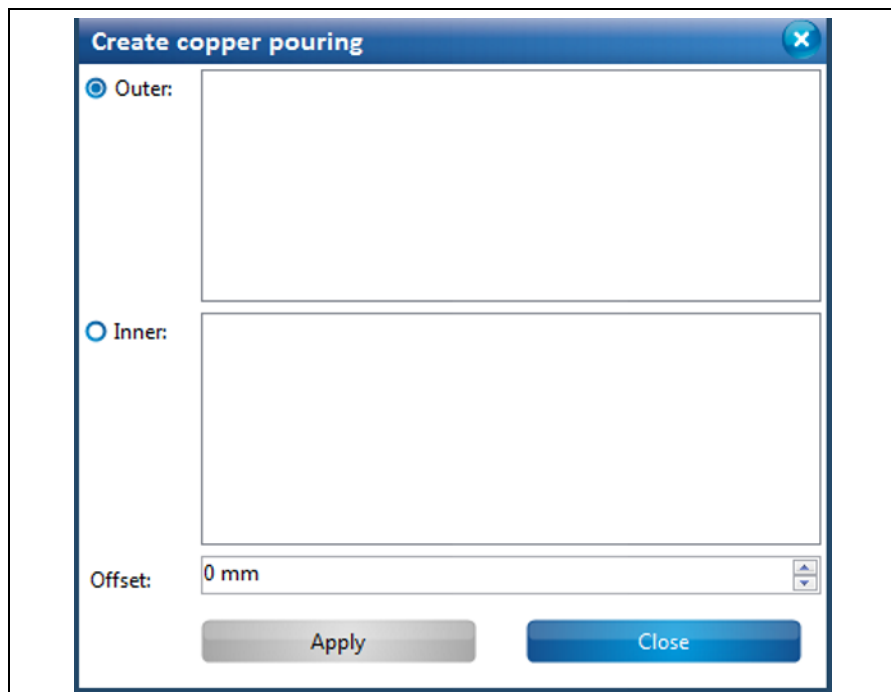 Create copper pouring
Outer:
Inner:
Offset: 0 mm
Apply Close